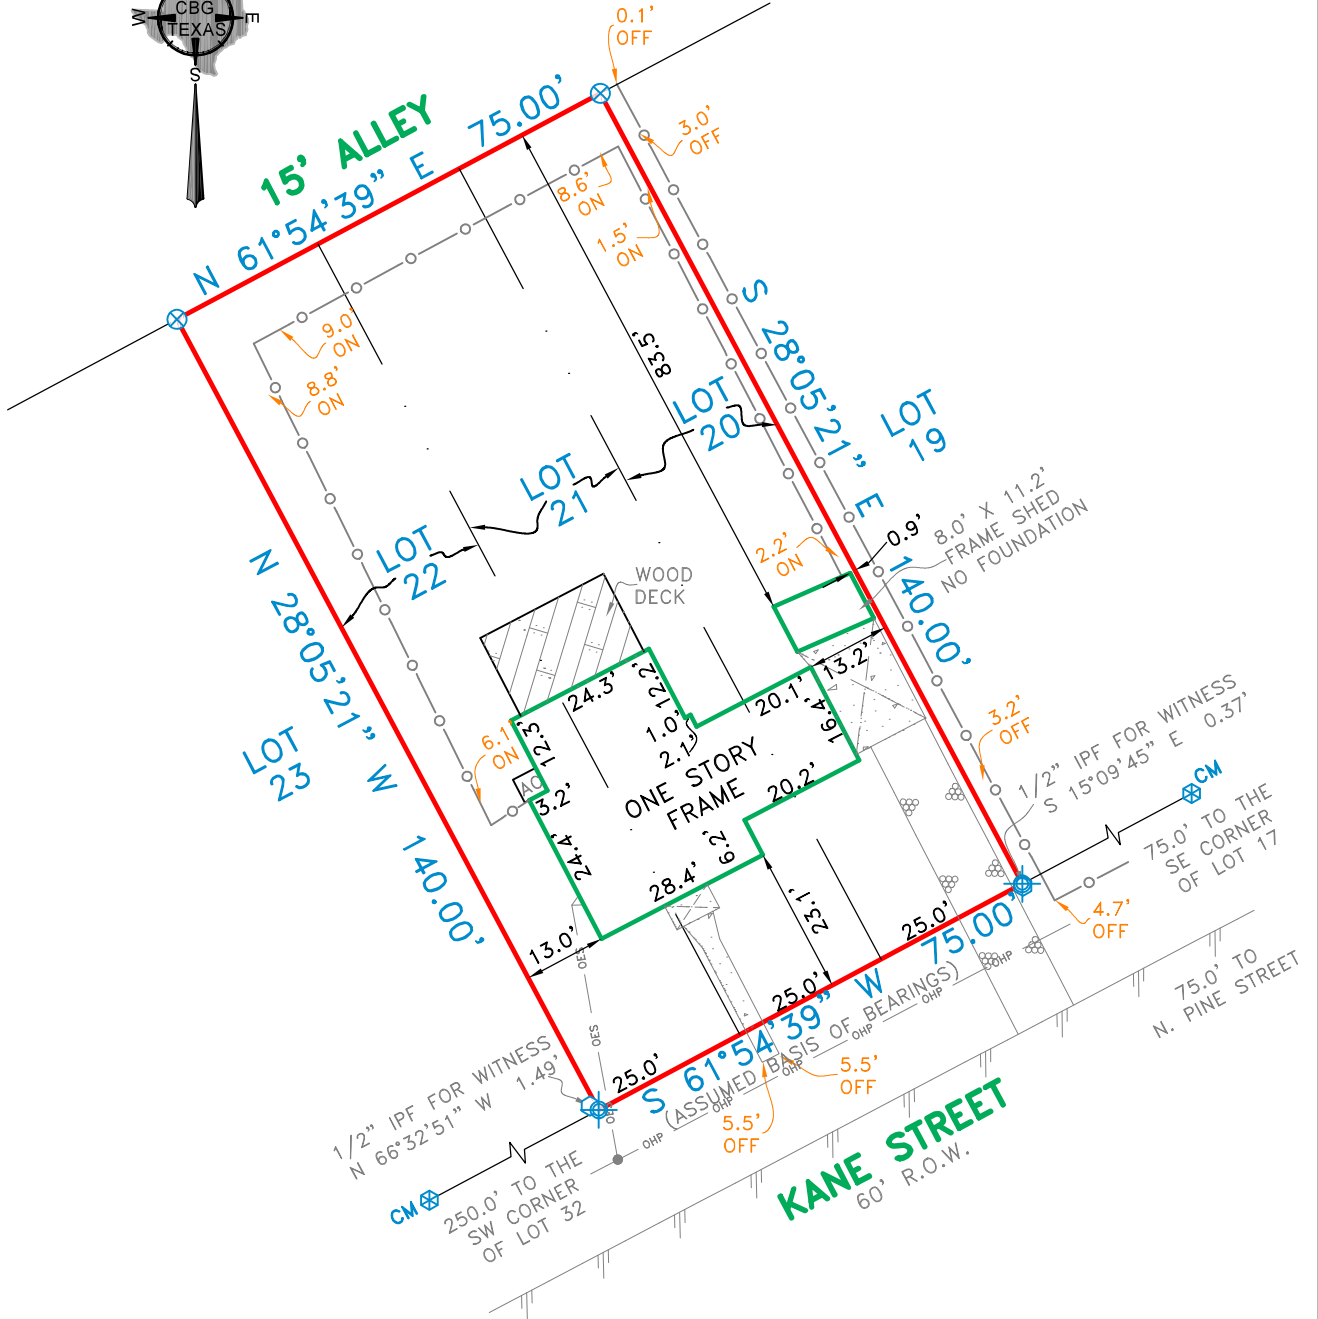 CBG
TEXAS
W
E
S
0.1'
OFF
15' ALLEY
N 61°54'39" E 75.00'
3.0'
OFF
8.6'
ON
1.5'
ON
9.0'
ON
8.8'
ON
83.5'
S 28°05'21" E 140.00'
LOT
19
LOT
20
LOT
21
LOT
22
2.2'
ON
0.9'
8.0' X 11.2'
FRAME SHED
NO FOUNDATION
WOOD
DECK
N 28°05'21" W 140.00'
LOT
23
24.3'
12.2'
1.0'
2.1'
20.1'
13.2'
16.4'
12.3'
6.1'
ON
AC
3.2'
24.4'
ONE STORY
FRAME
20.2'
6.2'
28.4'
23.1'
13.0'
3.2'
OFF
1/2" IPF FOR WITNESS
S 15°09'45" E 0.37'
CM
75.0' TO THE
SE CORNER
OF LOT 17
4.7'
OFF
75.0' TO
N. PINE STREET
25.0'
25.0'
25.0'
S 61°54'39" W 75.00'
(ASSUMED BASIS OF BEARINGS)
OES
OES
OES
OHP
OHP
OHP
OHP
OHP
OHP
5.5'
OFF
5.5'
OFF
1/2" IPF FOR WITNESS
N 66°32'51" W 1.49'
CM
250.0' TO THE
SW CORNER
OF LOT 32
KANE STREET
60' R.O.W.